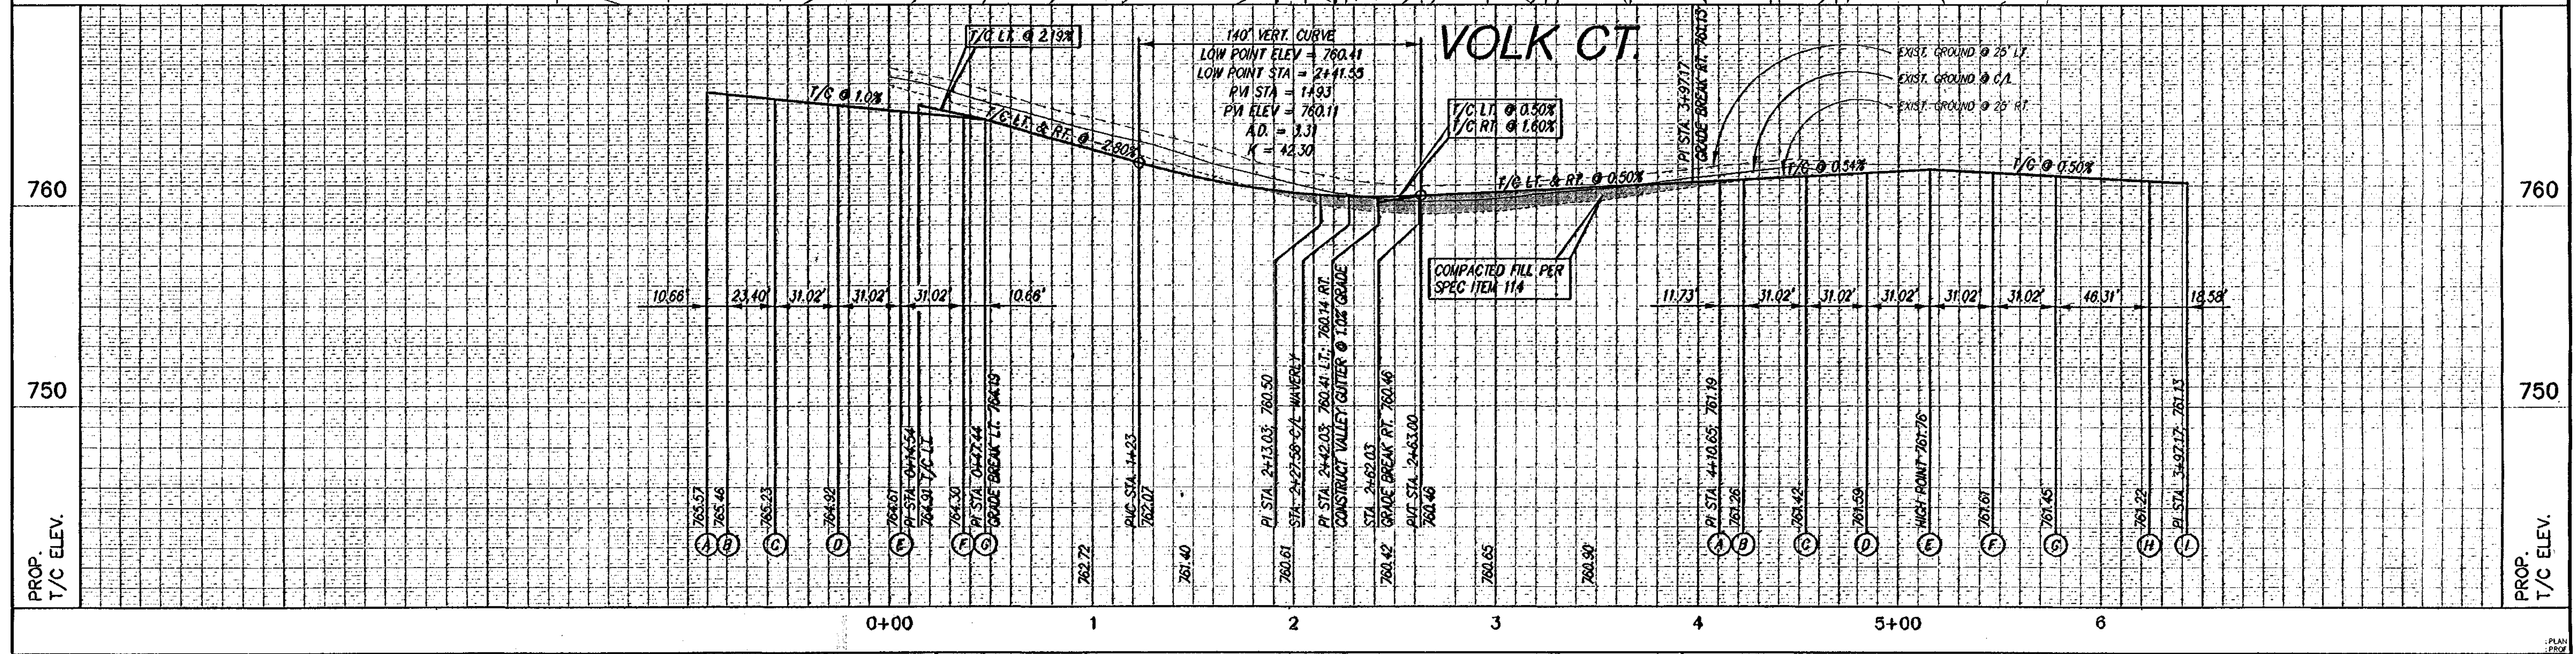 VOLK CT.
T/C LT. @ 2.19%
140' VERT. CURVE
LOW POINT ELEV = 760.41
LOW POINT STA = 2+41.55
PVI STA = 1+93
PVI ELEV = 760.11
A.D. = 3.31
K = 42.30
PI STA. 3+97.17
GRADE BREAK RT. 761.13
EXIST. GROUND @ 25' LT.
EXIST. GROUND @ C/L
EXIST. GROUND @ 25' RT.
T/C @ 1.0%
T/C LT. & RT. @ -2.80%
T/C LT. @ 0.50%
T/C RT. @ 1.60%
T/C LT. & RT. @ 0.50%
T/C @ 0.54%
T/C @ 0.50%
760
760
COMPACTED FILL PER
SPEC ITEM 114
10.66'
23.40'
31.02'
31.02'
31.02'
10.66'
11.73'
31.02'
31.02'
31.02'
31.02'
31.02'
46.31'
18.58'
750
750
765.57
765.46
765.23
764.92
764.67
PI STA. 0+14.54
764.91 T/C LT.
764.30
PI STA. 0+47.44
GRADE BREAK LT. 764.19
PVC STA. 1+23
762.07
PI STA. 2+13.03; 760.50
STA. 2+27.58 C/L WAVERLY
PI STA. 2+42.03; 760.41 LT.; 760.14 RT.
CONSTRUCT VALLEY GUTTER @ 1.0% GRADE
STA. 2+62.03
GRADE BREAK RT. 760.46
PVT STA. 2+63.00
760.46
PI STA. 4+10.65; 761.19
761.26
761.42
761.59
HIGH POINT 761.76
761.61
761.45
761.22
PI STA. 3+97.17; 761.13
A
B
C
D
E
F
G
A
B
C
D
E
F
G
H
I
762.72
761.40
760.61
760.42
760.65
760.90
PROP.
T/C ELEV.
PROP.
T/C ELEV.
0+00
1
2
3
4
5+00
6
PLAN
PROF